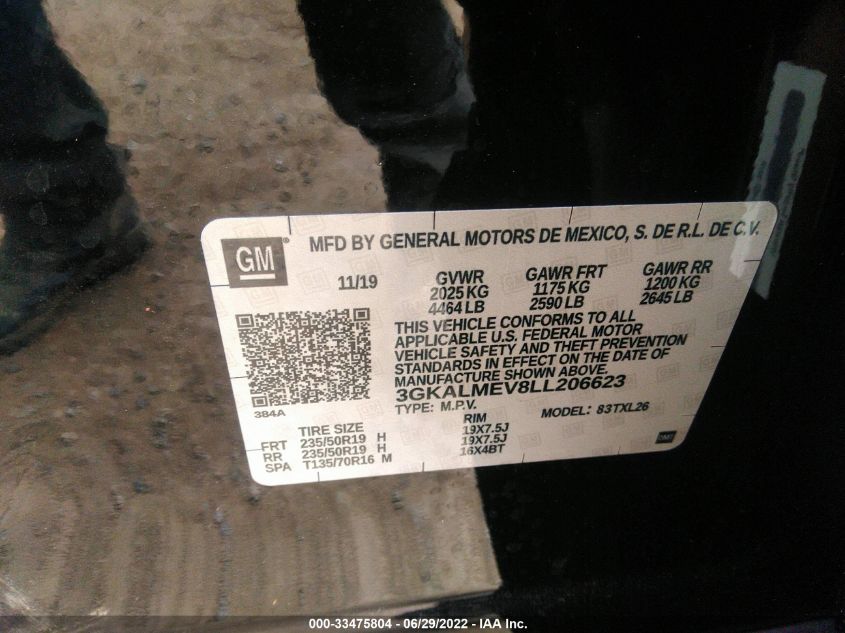 GM
MFD BY GENERAL MOTORS DE MEXICO, S. DE R.L. DE C.V.
11/19 GVWR GAWR FRT GAWR RR
2025 KG 1175 KG 1200 KG
4464 LB 2590 LB 2645 LB
THIS VEHICLE CONFORMS TO ALL
APPLICABLE U.S. FEDERAL MOTOR
VEHICLE SAFETY AND THEFT PREVENTION
STANDARDS IN EFFECT ON THE DATE OF
MANUFACTURE SHOWN ABOVE.
3GKALMEV8LL206623
TYPE: M.P.V. MODEL: 83TXL26
384A
TIRE SIZE RIM
FRT 235/50R19 H 19X7.5J
RR 235/50R19 H 19X7.5J
SPA T135/70R16 M 16X4BT
000-33475804 - 06/29/2022 - IAA Inc.